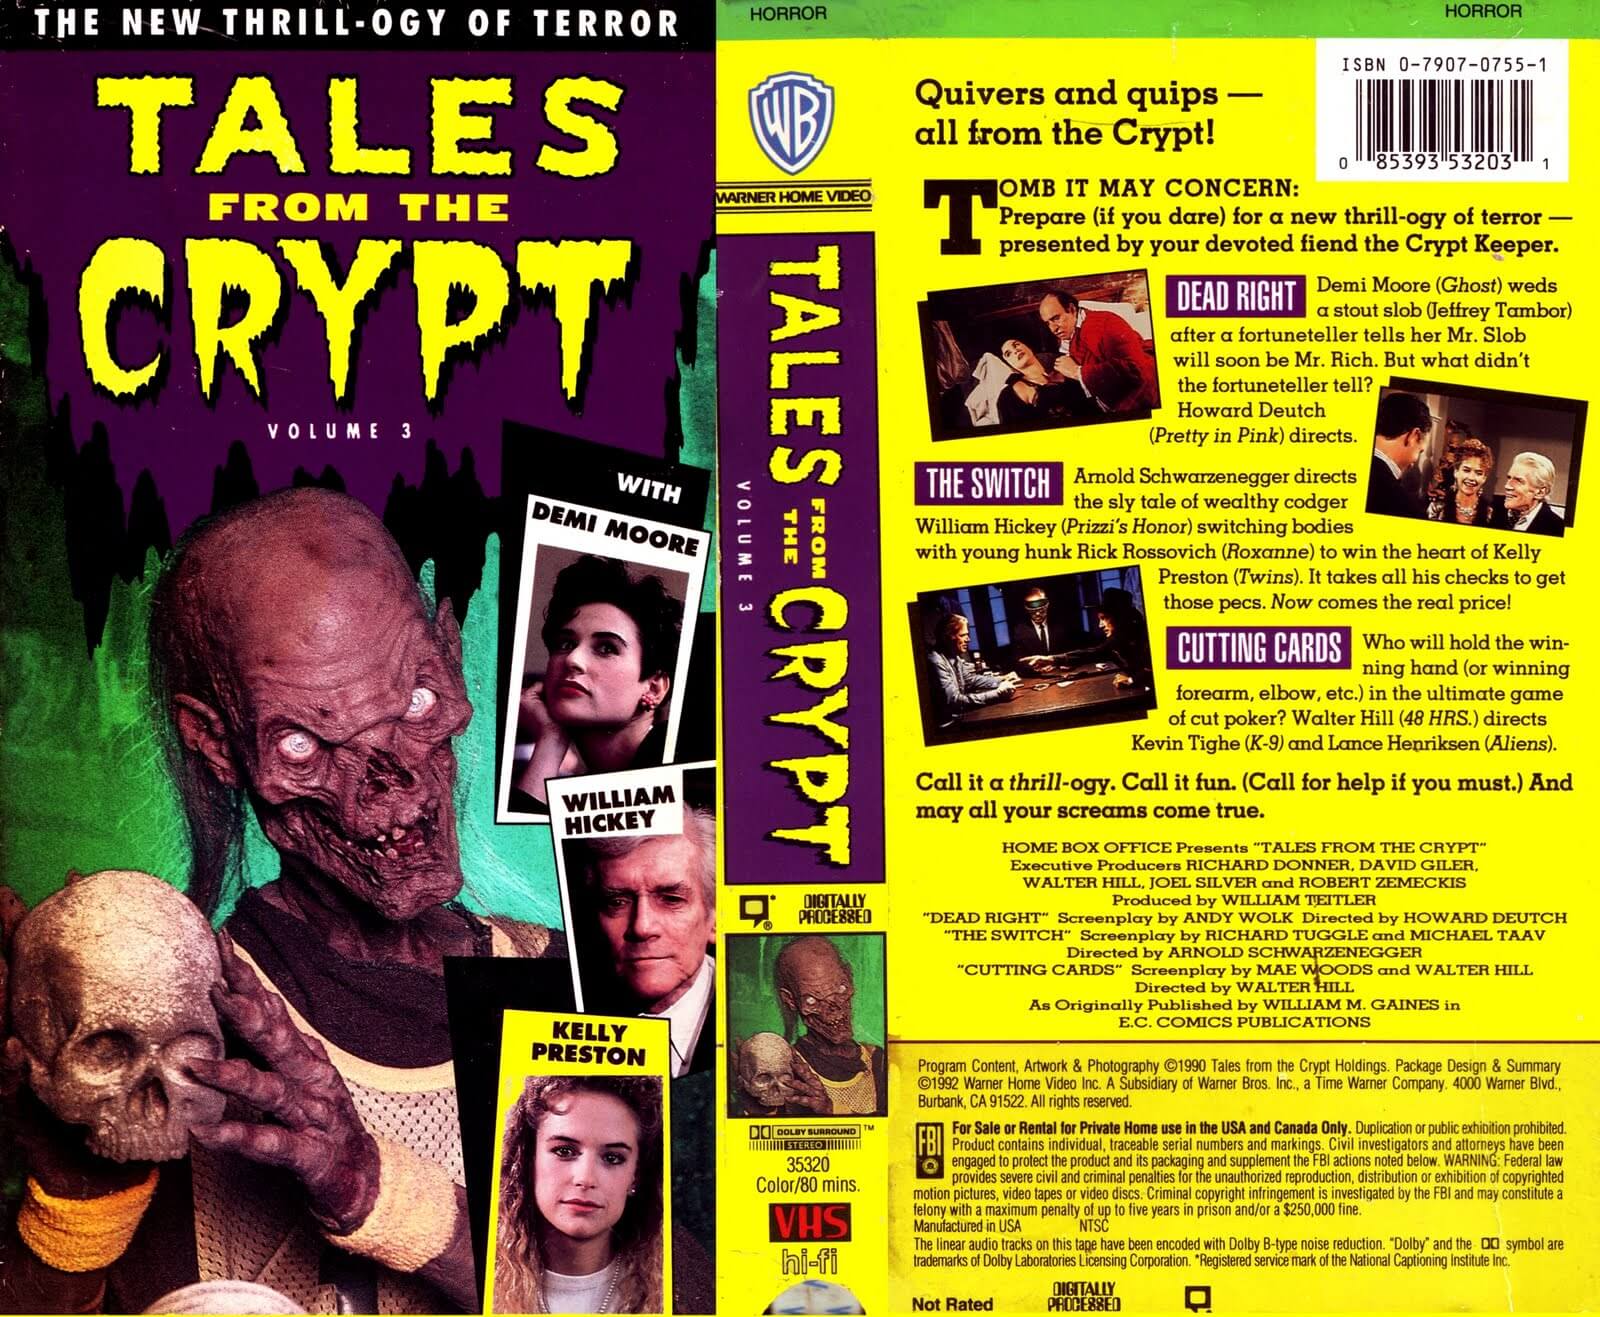 THE NEW THRILL-OGY OF TERROR
TALES
FROM THE
CRYPT
VOLUME 3
WITH
DEMI MOORE
WILLIAM
HICKEY
KELLY
PRESTON
HORROR
WB
WARNER HOME VIDEO
TALES
FROM
THE
CRYPT
VOLUME 3
DIGITALLY
PROCESSED
DOLBY SURROUND TM
STEREO
35320
Color/80 mins.
VHS
hi-fi
HORROR
ISBN 0-7907-0755-1
0 85393 53203 1
Quivers and quips —
all from the Crypt!
TOMB IT MAY CONCERN:
Prepare (if you dare) for a new thrill-ogy of terror —
presented by your devoted fiend the Crypt Keeper.
DEAD RIGHT Demi Moore (Ghost) weds
a stout slob (Jeffrey Tambor)
after a fortuneteller tells her Mr. Slob
will soon be Mr. Rich. But what didn't
the fortuneteller tell?
Howard Deutch
(Pretty in Pink) directs.
THE SWITCH Arnold Schwarzenegger directs
the sly tale of wealthy codger
William Hickey (Prizzi's Honor) switching bodies
with young hunk Rick Rossovich (Roxanne) to win the heart of Kelly
Preston (Twins). It takes all his checks to get
those pecs. Now comes the real price!
CUTTING CARDS Who will hold the win-
ning hand (or winning
forearm, elbow, etc.) in the ultimate game
of cut poker? Walter Hill (48 HRS.) directs
Kevin Tighe (K-9) and Lance Henriksen (Aliens).
Call it a thrill-ogy. Call it fun. (Call for help if you must.) And
may all your screams come true.
HOME BOX OFFICE Presents "TALES FROM THE CRYPT"
Executive Producers RICHARD DONNER, DAVID GILER,
WALTER HILL, JOEL SILVER and ROBERT ZEMECKIS
Produced by WILLIAM TEITLER
"DEAD RIGHT" Screenplay by ANDY WOLK Directed by HOWARD DEUTCH
"THE SWITCH" Screenplay by RICHARD TUGGLE and MICHAEL TAAV
Directed by ARNOLD SCHWARZENEGGER
"CUTTING CARDS" Screenplay by MAE WOODS and WALTER HILL
Directed by WALTER HILL
As Originally Published by WILLIAM M. GAINES in
E.C. COMICS PUBLICATIONS
Program Content, Artwork & Photography ©1990 Tales from the Crypt Holdings. Package Design & Summary
©1992 Warner Home Video Inc. A Subsidiary of Warner Bros. Inc., a Time Warner Company. 4000 Warner Blvd.,
Burbank, CA 91522. All rights reserved.
FBI
For Sale or Rental for Private Home use in the USA and Canada Only. Duplication or public exhibition prohibited.
Product contains individual, traceable serial numbers and markings. Civil investigators and attorneys have been
engaged to protect the product and its packaging and supplement the FBI actions noted below. WARNING: Federal law
provides severe civil and criminal penalties for the unauthorized reproduction, distribution or exhibition of copyrighted
motion pictures, video tapes or video discs. Criminal copyright infringement is investigated by the FBI and may constitute a
felony with a maximum penalty of up to five years in prison and/or a $250,000 fine.
Manufactured in USA NTSC
The linear audio tracks on this tape have been encoded with Dolby B-type noise reduction. "Dolby" and the symbol are
trademarks of Dolby Laboratories Licensing Corporation. *Registered service mark of the National Captioning Institute Inc.
Not Rated
DIGITALLY
PROCESSED